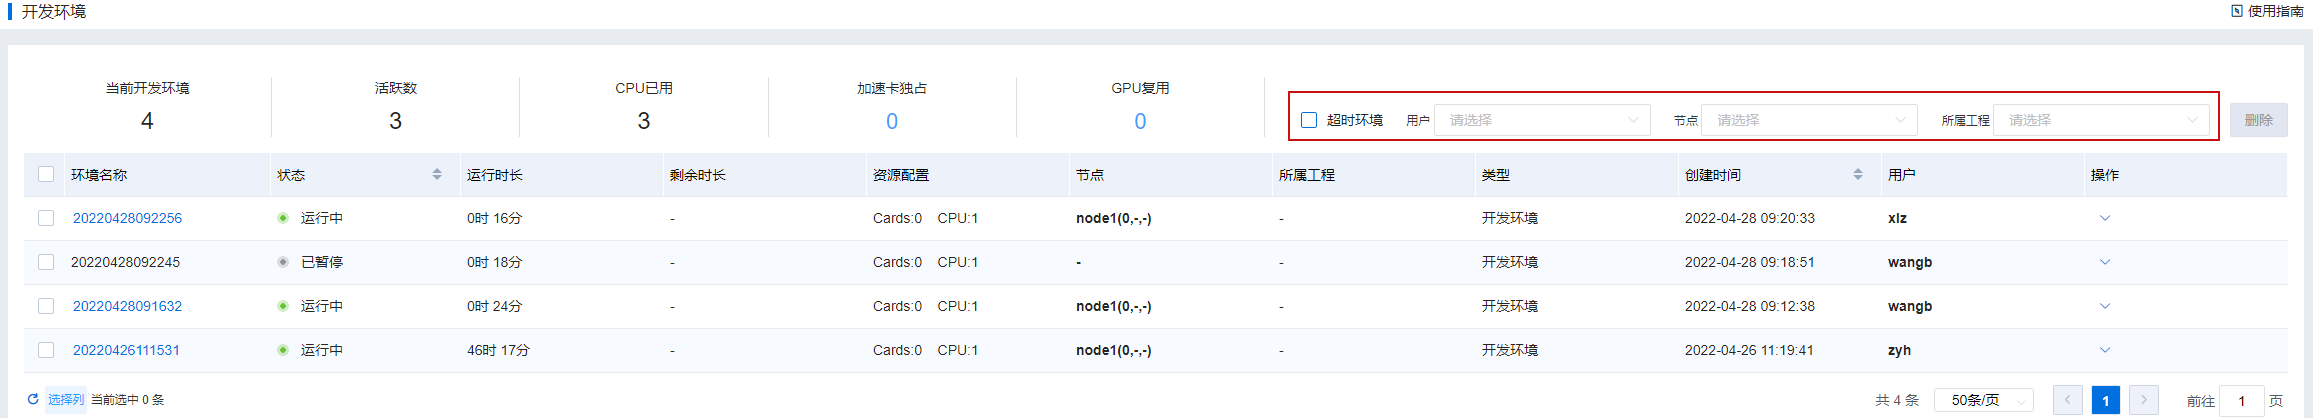 开发环境
使用指南
当前开发环境 活跃数 CPU已用 加速卡独占 GPU复用
4 3 3 0 0
超时环境 用户 请选择 节点 请选择 所属工程 请选择 删除
环境名称 状态 运行时长 剩余时长 资源配置 节点 所属工程 类型 创建时间 用户 操作
20220428092256 运行中 0时 16分 - Cards:0 CPU:1 node1(0,-,-) - 开发环境 2022-04-28 09:20:33 xlz
20220428092245 已暂停 0时 18分 - Cards:0 CPU:1 - - 开发环境 2022-04-28 09:18:51 wangb
20220428091632 运行中 0时 24分 - Cards:0 CPU:1 node1(0,-,-) - 开发环境 2022-04-28 09:12:38 wangb
20220426111531 运行中 46时 17分 - Cards:0 CPU:1 node1(0,-,-) - 开发环境 2022-04-26 11:19:41 zyh
选择列 当前选中 0 条 共 4 条 50条/页 1 前往 1 页